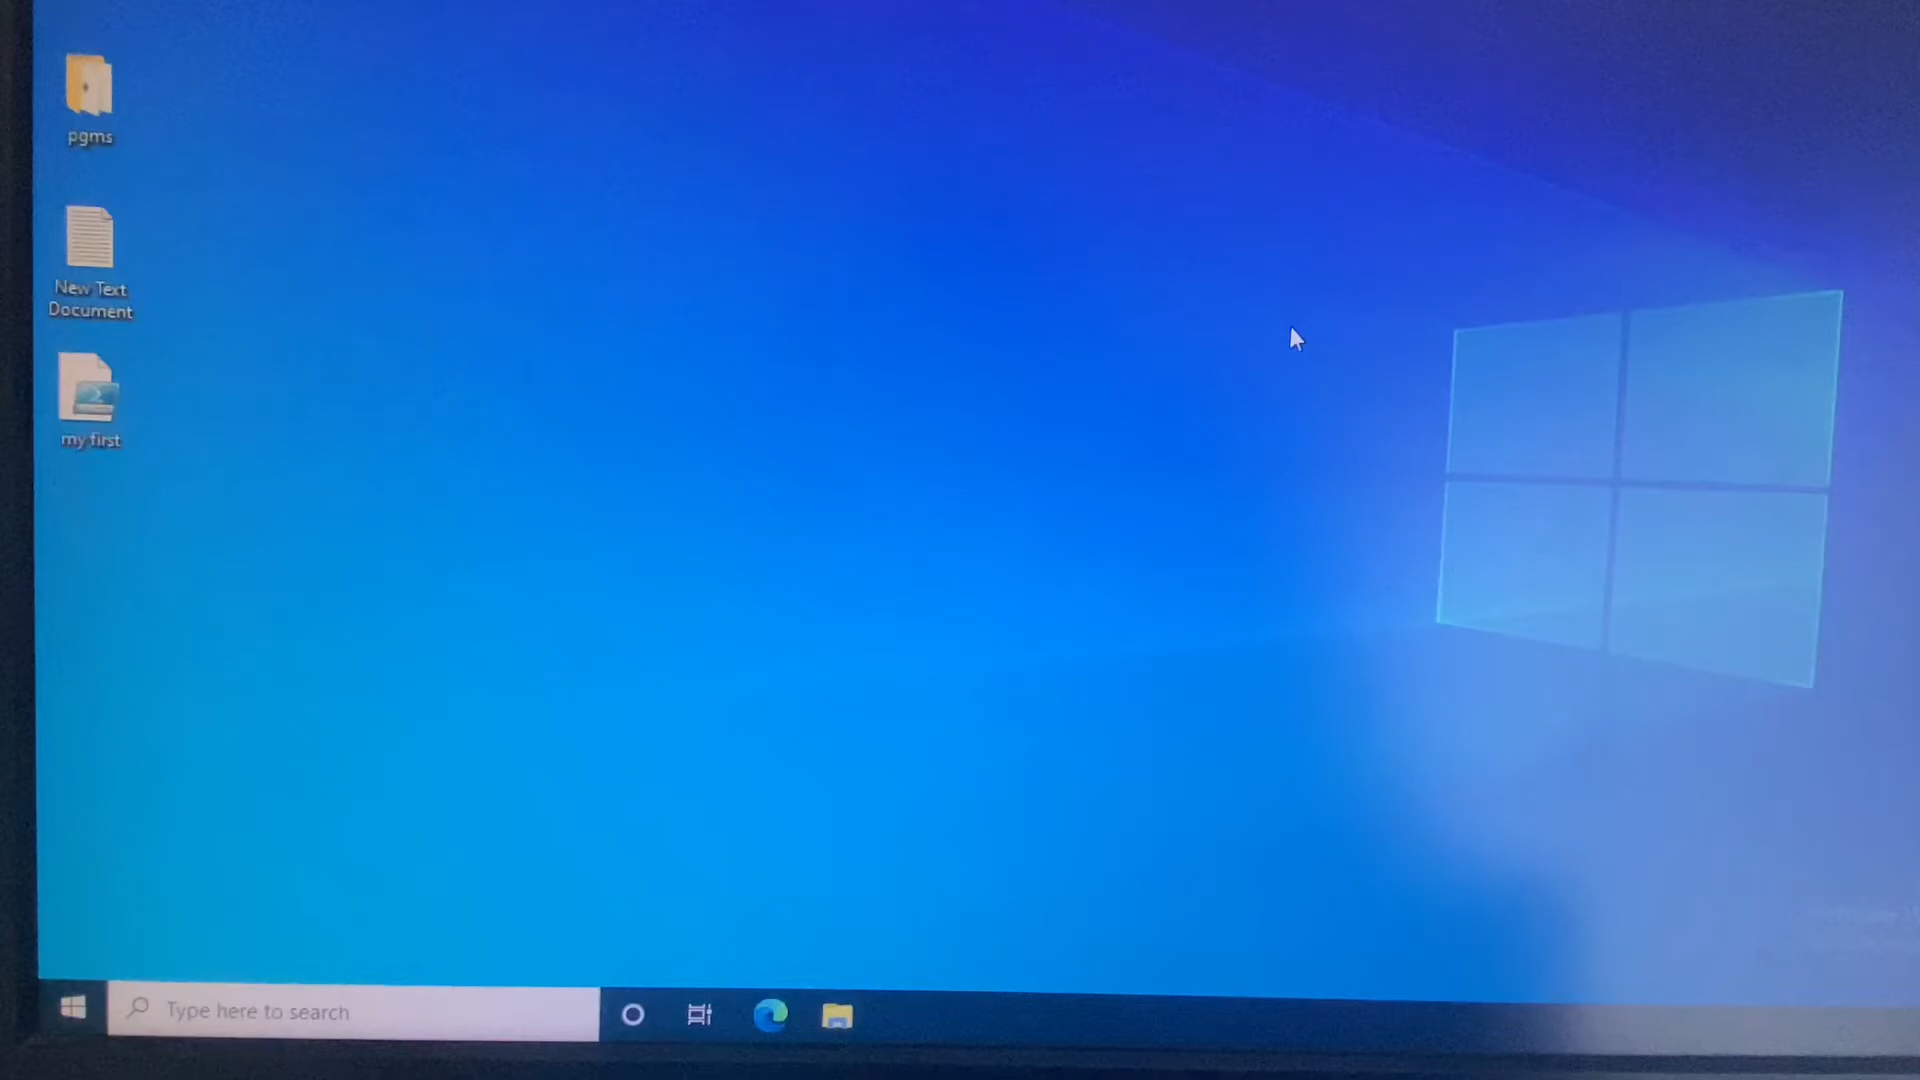 pgms
New Text
Document
my first
Type here to search